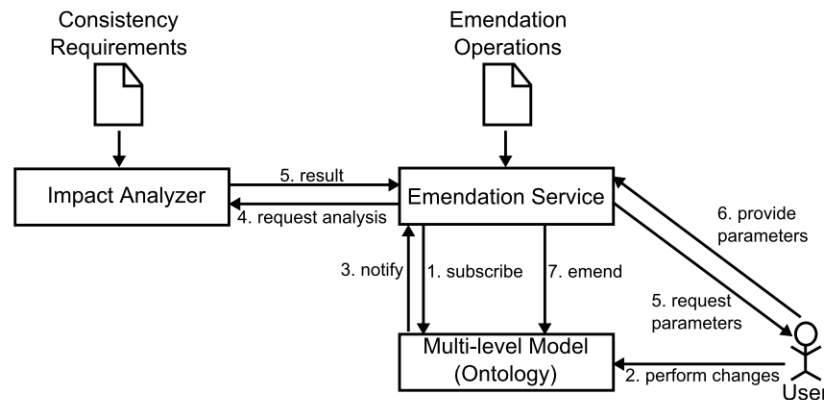 Consistency
Requirements
Emendation
Operations
Impact Analyzer
5. result
4. request analysis
Emendation Service
6. provide
parameters
3. notify
1. subscribe
7. emend
5. request
parameters
Multi-level Model
(Ontology)
2. perform changes
User